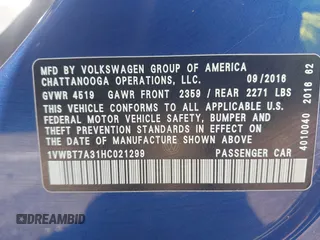 MFD BY VOLKSWAGEN GROUP OF AMERICA
CHATTANOOGA OPERATIONS, LLC. 09/2016
GVWR 4519 GAWR FRONT 2359 / REAR 2271 LBS
THIS VEHICLE CONFORMS TO ALL APPLICABLE U.S.
FEDERAL MOTOR VEHICLE SAFETY, BUMPER AND
THEFT PREVENTION STANDARDS IN EFFECT ON THE
DATE OF MANUFACTURE SHOWN ABOVE.
1VWBT7A31HC021299 PASSENGER CAR
4010040 2016 62
DREAMBID